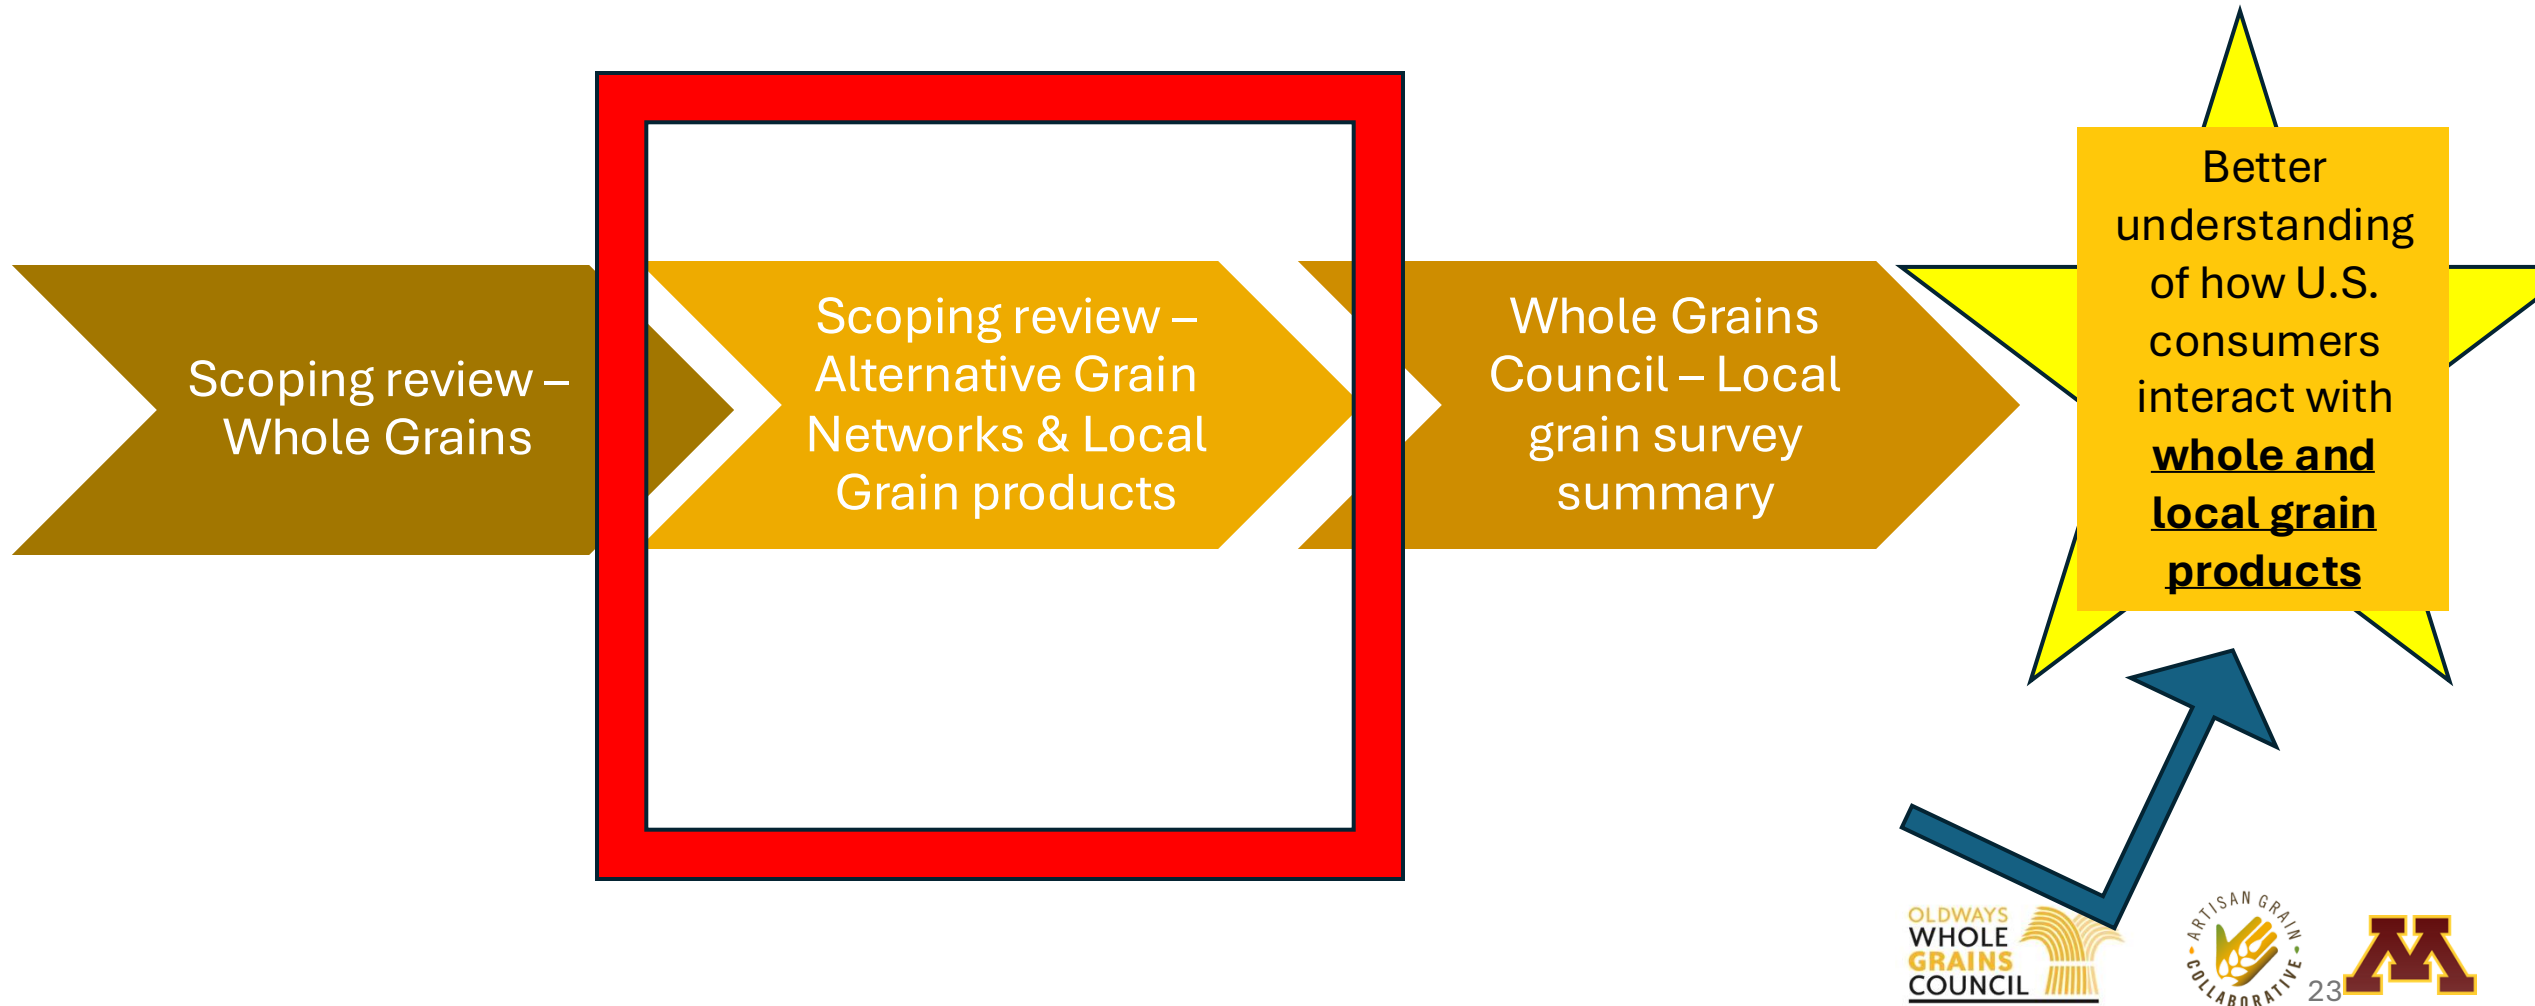 Scoping review –
Whole Grains
Scoping review –
Alternative Grain
Networks & Local
Grain products
Whole Grains
Council – Local
grain survey
summary
Better
understanding
of how U.S.
consumers
interact with
whole and
local grain
products
OLDWAYS
WHOLE
GRAINS
COUNCIL
ARTISAN GRAIN
COLLABORATIVE
23
M